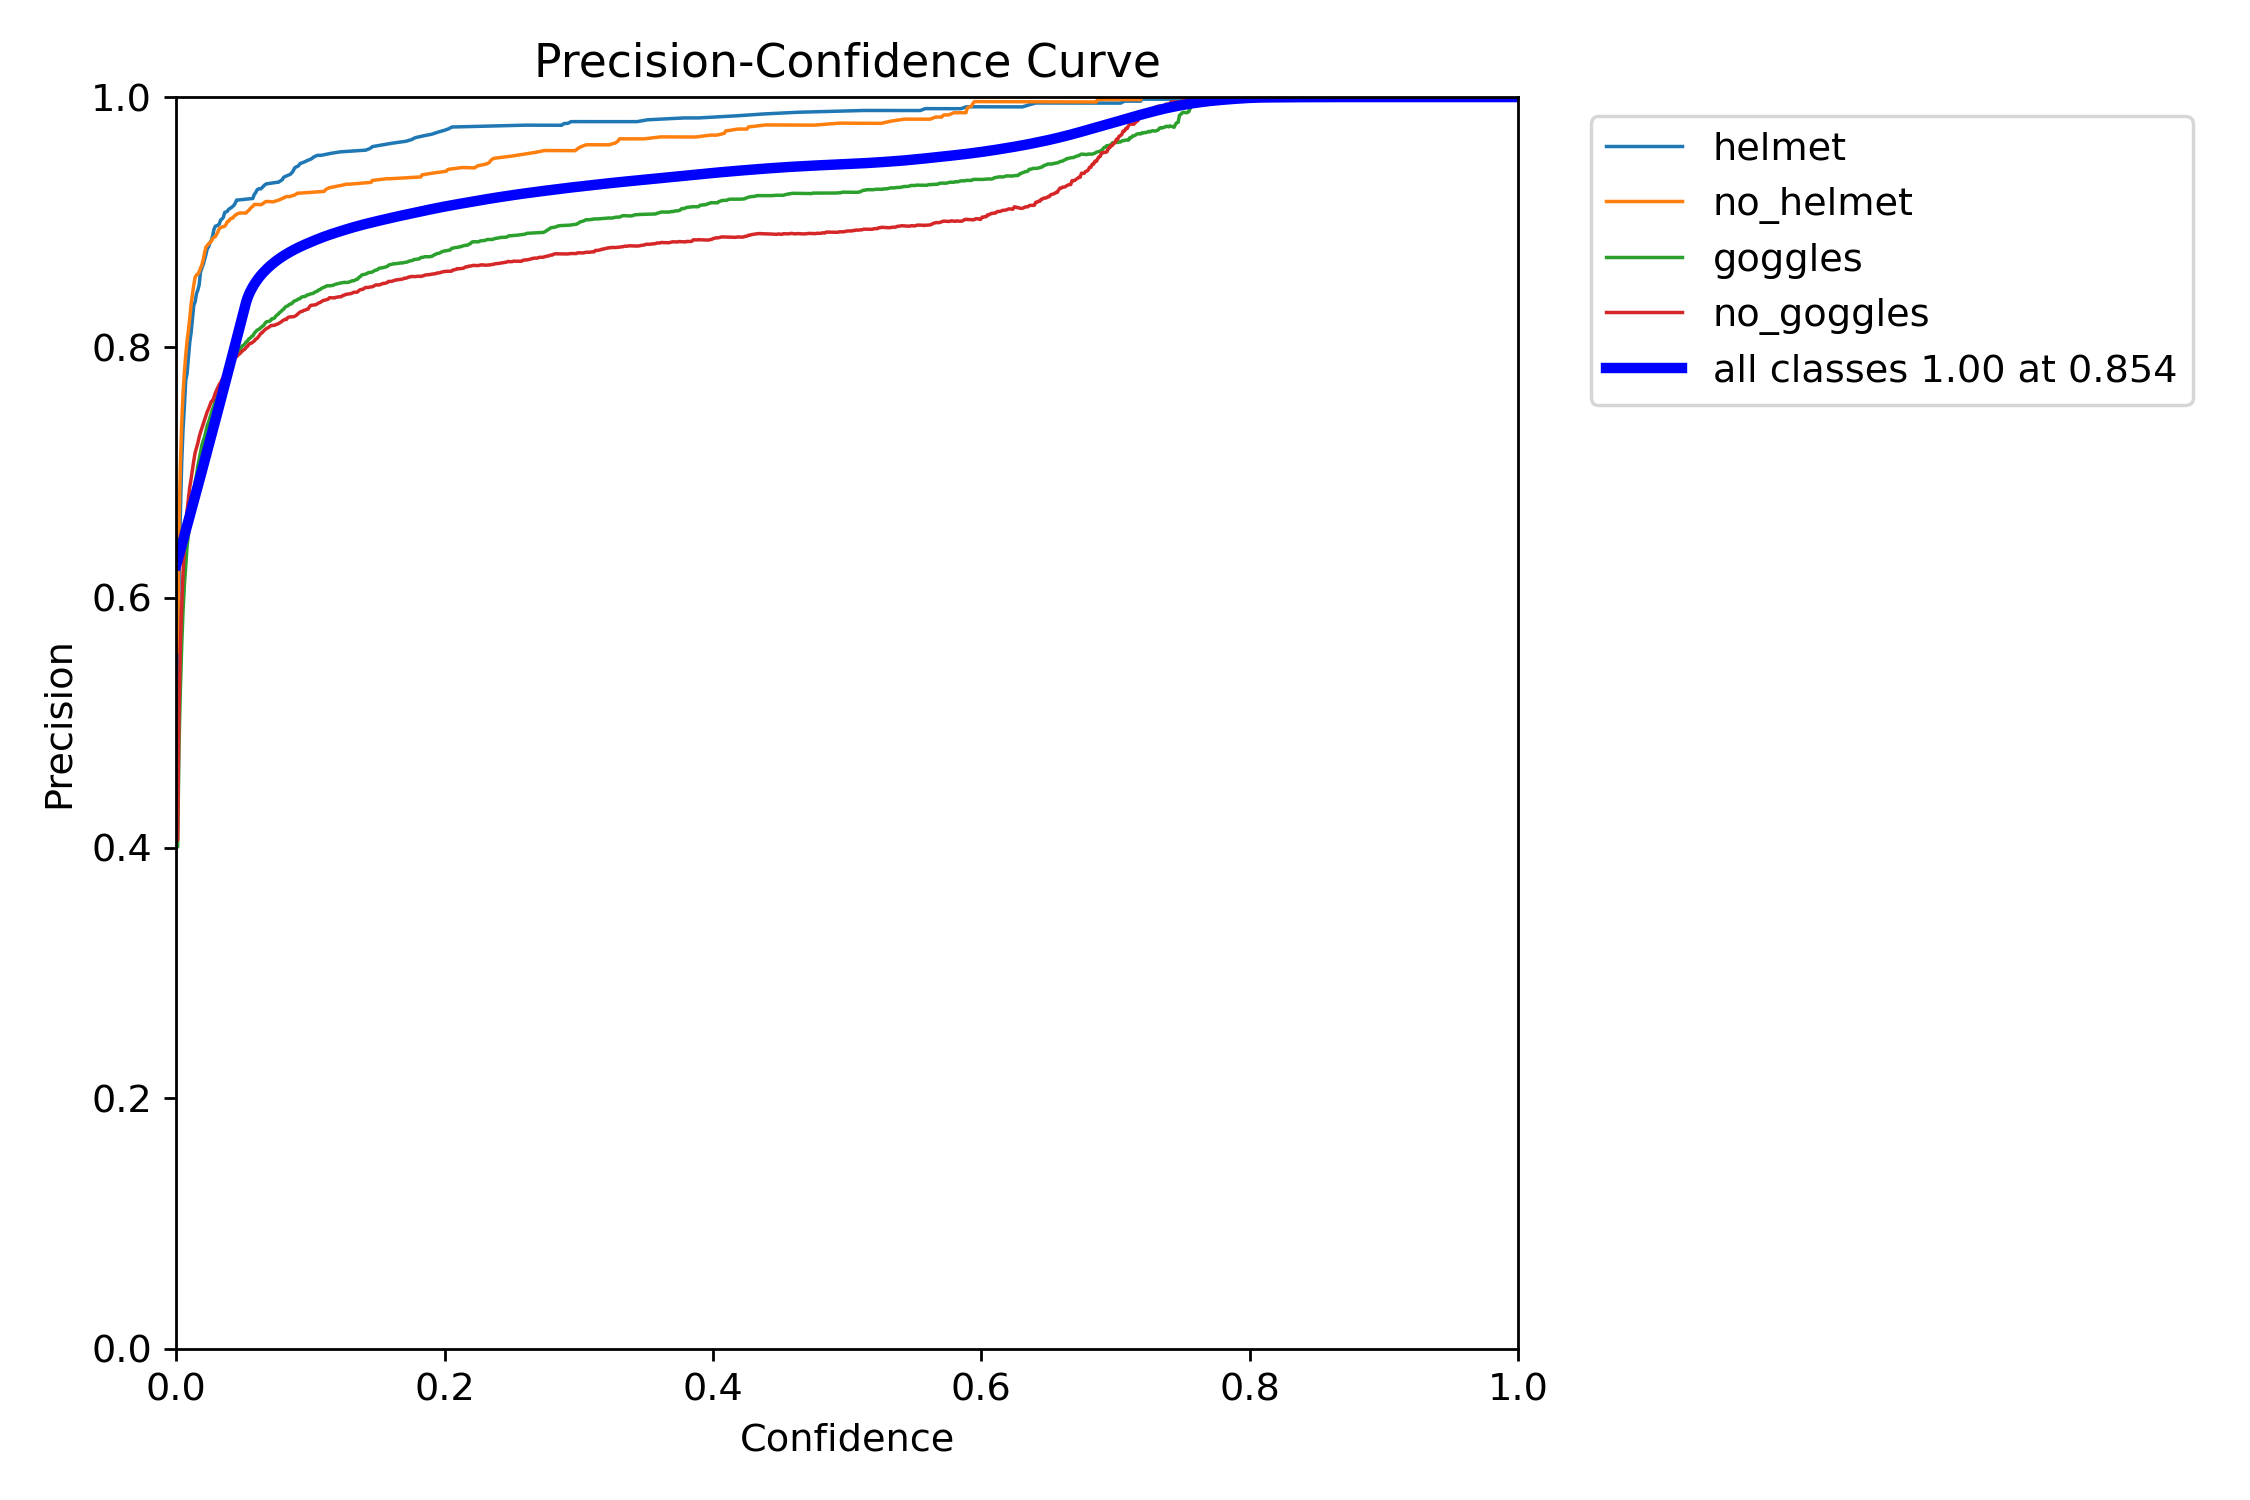 Precision-Confidence Curve
1.0
0.8
0.6
0.4
0.2
0.0
Precision
0.0 0.2 0.4 0.6 0.8 1.0
Confidence
helmet
no_helmet
goggles
no_goggles
all classes 1.00 at 0.854